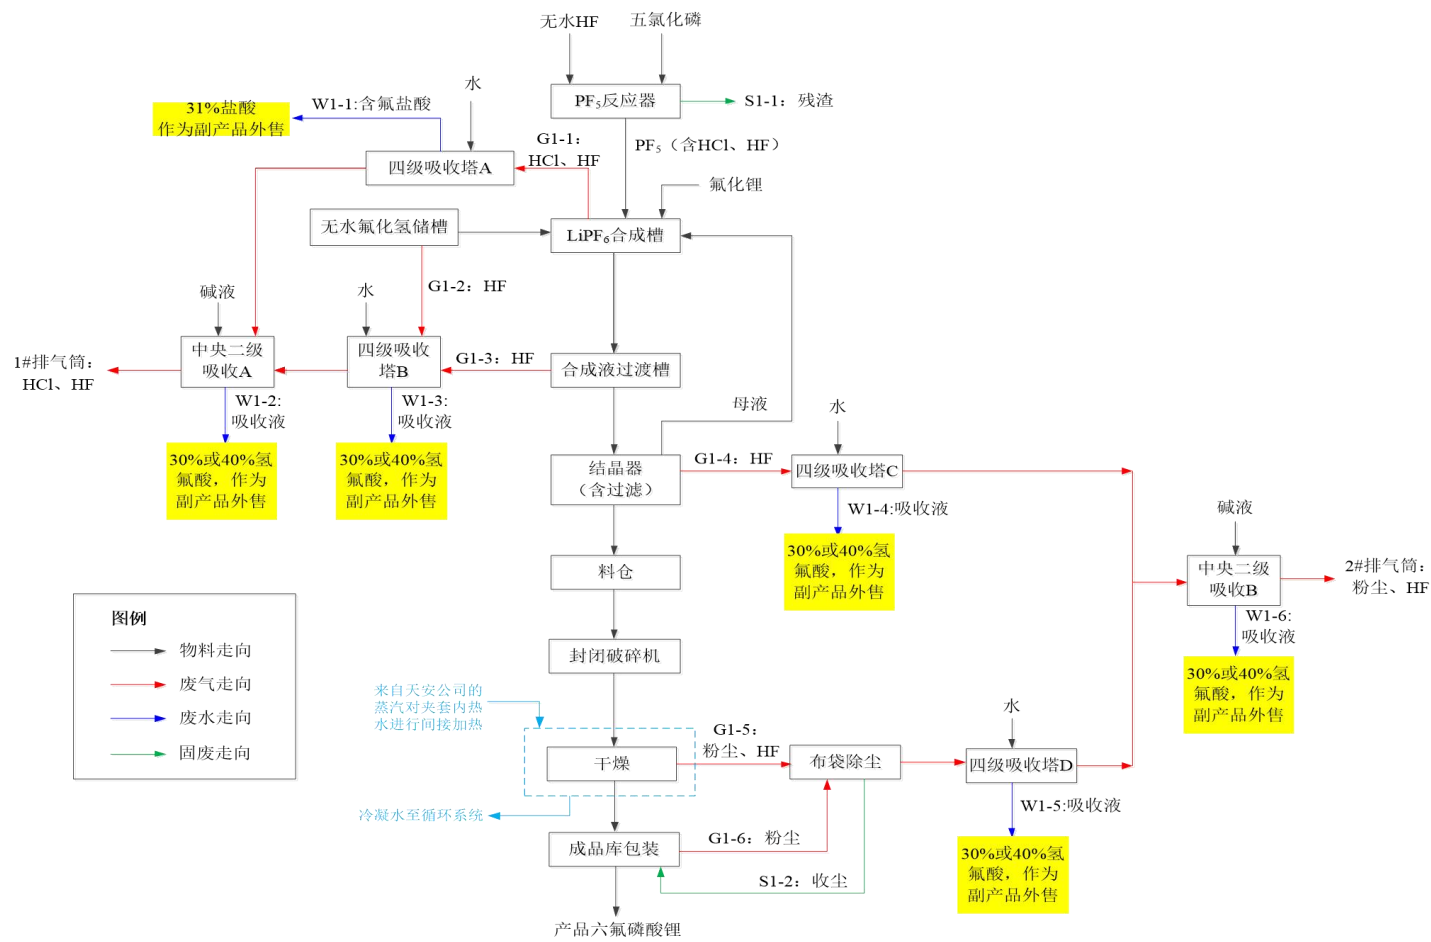 无水HF
五氯化磷
水
31%盐酸
作为副产品外售
W1-1:含氟盐酸
PF₅反应器
S1-1：残渣
G1-1：
HCl、HF
PF₅（含HCl、HF）
四级吸收塔A
氟化锂
无水氟化氢储槽
LiPF₆合成槽
碱液
水
G1-2：HF
中央二级
吸收A
四级吸收
塔B
G1-3：HF
合成液过渡槽
1#排气筒：
HCl、HF
W1-2:
吸收液
W1-3:
吸收液
母液
水
30%或40%氢
氟酸，作为
副产品外售
30%或40%氢
氟酸，作为
副产品外售
结晶器
（含过滤）
G1-4：HF
四级吸收塔C
W1-4:吸收液
碱液
30%或40%氢
氟酸，作为
副产品外售
料仓
中央二级
吸收B
2#排气筒：
粉尘、HF
W1-6:
吸收液
图例
物料走向
废气走向
废水走向
固废走向
封闭破碎机
30%或40%氢
氟酸，作为
副产品外售
来自天安公司的
蒸汽对夹套内热
水进行间接加热
水
G1-5：
粉尘、HF
干燥
布袋除尘
四级吸收塔D
冷凝水至循环系统
W1-5:吸收液
G1-6：粉尘
成品库包装
30%或40%氢
氟酸，作为
副产品外售
S1-2：收尘
产品六氟磷酸锂